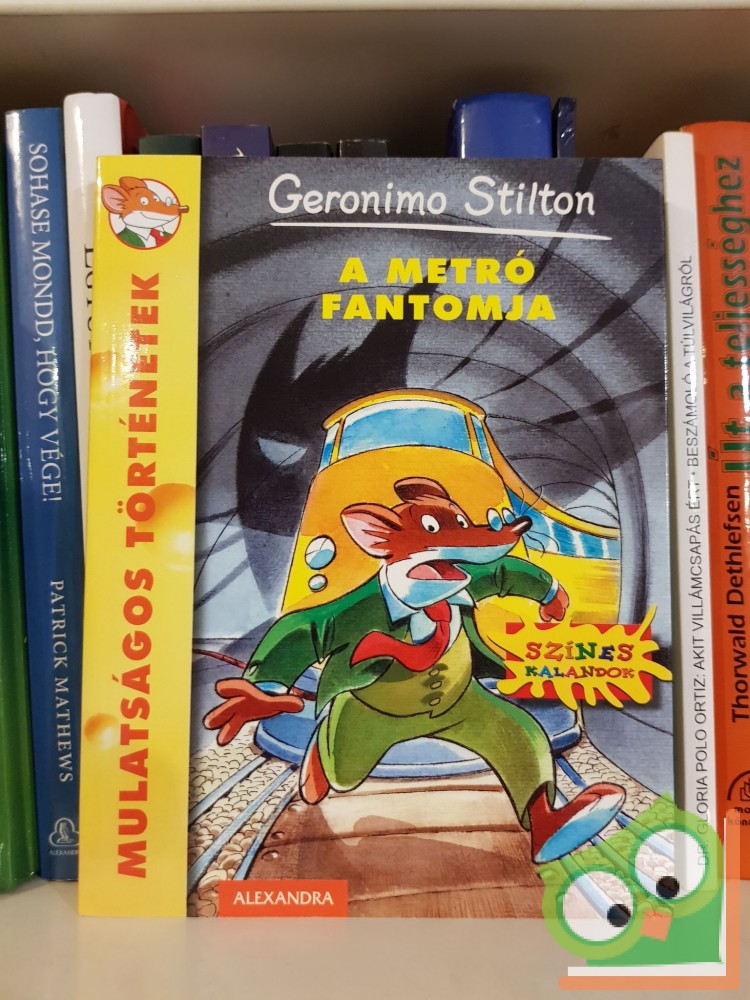 SOHASE MONDD, HOGY VÉGE!
PATRICK MATHEWS
MULATSÁGOS TÖRTÉNETEK
Geronimo Stilton
A METRÓ
FANTOMJA
SZÍNES
KALANDOK
ALEXANDRA
DR. GLORIA POLO ORTIZ: AKIT VILLÁMCSAPÁS ÉRT • BESZÁMOLÓ A TÚLVILÁGRÓL
Thorwald Dethlefsen
Út a teljességhez